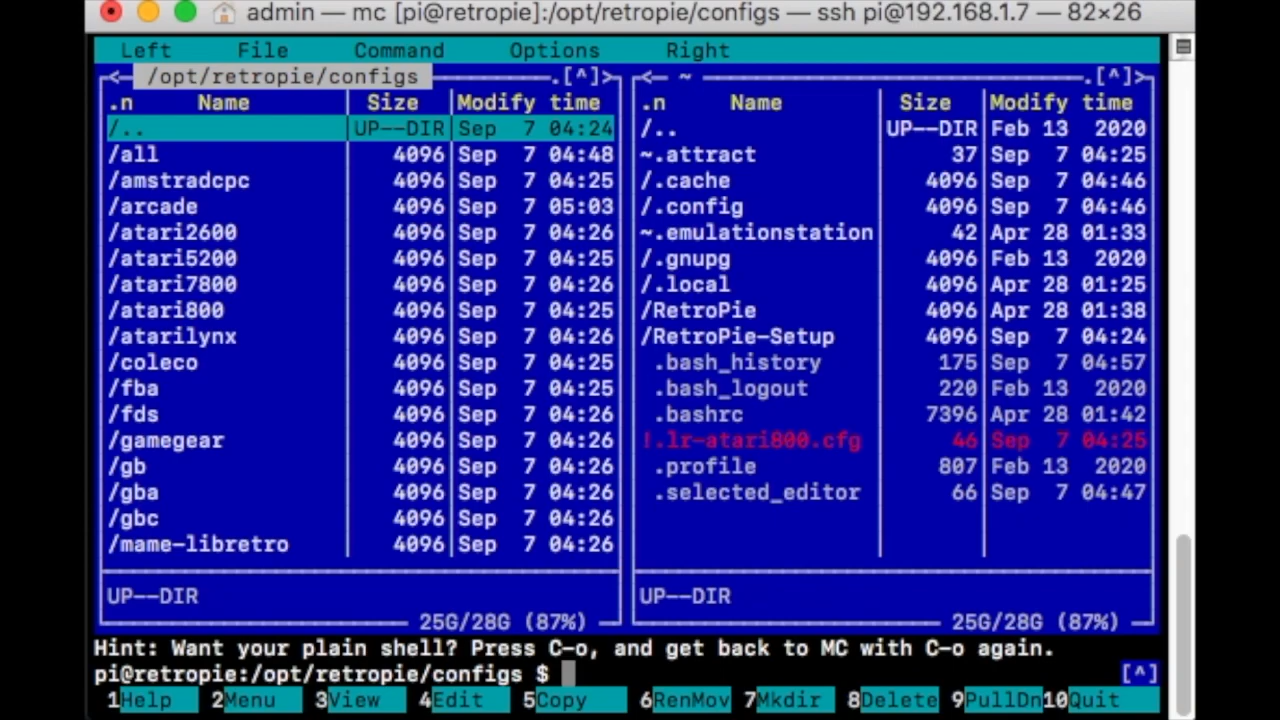 admin — mc [pi@retropie]:/opt/retropie/configs — ssh pi@192.168.1.7 — 82×26
Left File Command Options Right
<─ /opt/retropie/configs .[^]> <─ ~ .[^]>
.n Name Size Modify time .n Name Size Modify time
/.. UP--DIR Sep 7 04:24 /.. UP--DIR Feb 13 2020
/all 4096 Sep 7 04:48 ~.attract 37 Sep 7 04:25
/amstradcpc 4096 Sep 7 04:25 /.cache 4096 Sep 7 04:46
/arcade 4096 Sep 7 05:03 /.config 4096 Sep 7 04:46
/atari2600 4096 Sep 7 04:26 ~.emulationstation 42 Apr 28 01:33
/atari5200 4096 Sep 7 04:25 /.gnupg 4096 Feb 13 2020
/atari7800 4096 Sep 7 04:26 /.local 4096 Apr 28 01:25
/atari800 4096 Sep 7 04:25 /RetroPie 4096 Apr 28 01:38
/atarilynx 4096 Sep 7 04:26 /RetroPie-Setup 4096 Sep 7 04:24
/coleco 4096 Sep 7 04:25 .bash_history 175 Sep 7 04:57
/fba 4096 Sep 7 04:25 .bash_logout 220 Feb 13 2020
/fds 4096 Sep 7 04:26 .bashrc 7396 Apr 28 01:42
/gamegear 4096 Sep 7 04:26 !.lr-atari800.cfg 46 Sep 7 04:25
/gb 4096 Sep 7 04:26 .profile 807 Feb 13 2020
/gba 4096 Sep 7 04:26 .selected_editor 66 Sep 7 04:47
/gbc 4096 Sep 7 04:26
/mame-libretro 4096 Sep 7 04:26
UP--DIR UP--DIR
25G/28G (87%) 25G/28G (87%)
Hint: Want your plain shell? Press C-o, and get back to MC with C-o again.
pi@retropie:/opt/retropie/configs $ [^]
1Help 2Menu 3View 4Edit 5Copy 6RenMov 7Mkdir 8Delete 9PullDn 10Quit